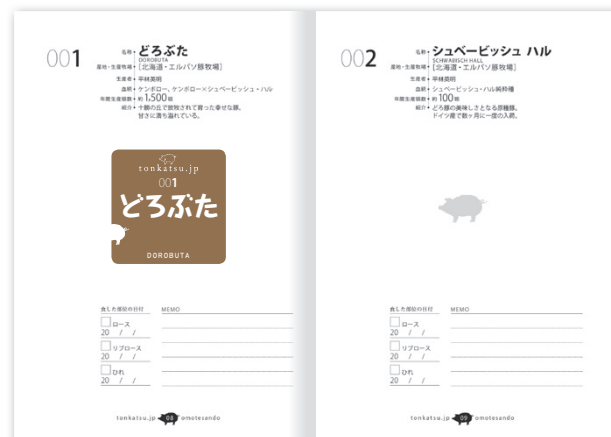 001
名称・ どろぶた
DOROBUTA
産地・生産牧場・ [北海道・エルパソ豚牧場]
生産者・ 平林英明
血統・ ケンボロー、ケンボロー×シュベービッシュ・ハル
年間生産頭数・ 約1,500頭
紹介・ 十勝の丘で放牧されて育った幸せな豚。
甘さに満ち溢れている。
tonkatsu.jp
001
どろぶた
DOROBUTA
食した部位の日付 MEMO
ロース
20 / /
リブロース
20 / /
ひれ
20 / /
tonkatsu.jp 08 omotesando
002
名称・ シュベービッシュ ハル
SCHWABISCH HALL
産地・生産牧場・ [北海道・エルパソ豚牧場]
生産者・ 平林英明
血統・ シュベービッシュ・ハル純粋種
年間生産頭数・ 約100頭
紹介・ どろ豚の美味しさとなる原種豚。
ドイツ産で数ヶ月に一度の入荷。
食した部位の日付 MEMO
ロース
20 / /
リブロース
20 / /
ひれ
20 / /
tonkatsu.jp 09 omotesando